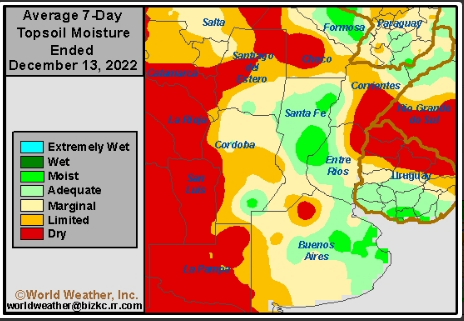 Average 7-Day
Topsoil Moisture
Ended
December 13, 2022
Extremely Wet
Wet
Moist
Adequate
Marginal
Limited
Dry
©World Weather, Inc.
worldweather@bizkc.rr.com
Salta
Formosa
Paraguay
Santiago
del
Estero
Chaco
Catamarca
Corrientes
La Rioja
Santa Fe
Rio Grande
do Sul
Cordoba
Entre
Rios
Uruguay
San
Luis
Buenos
Aires
La Pampa